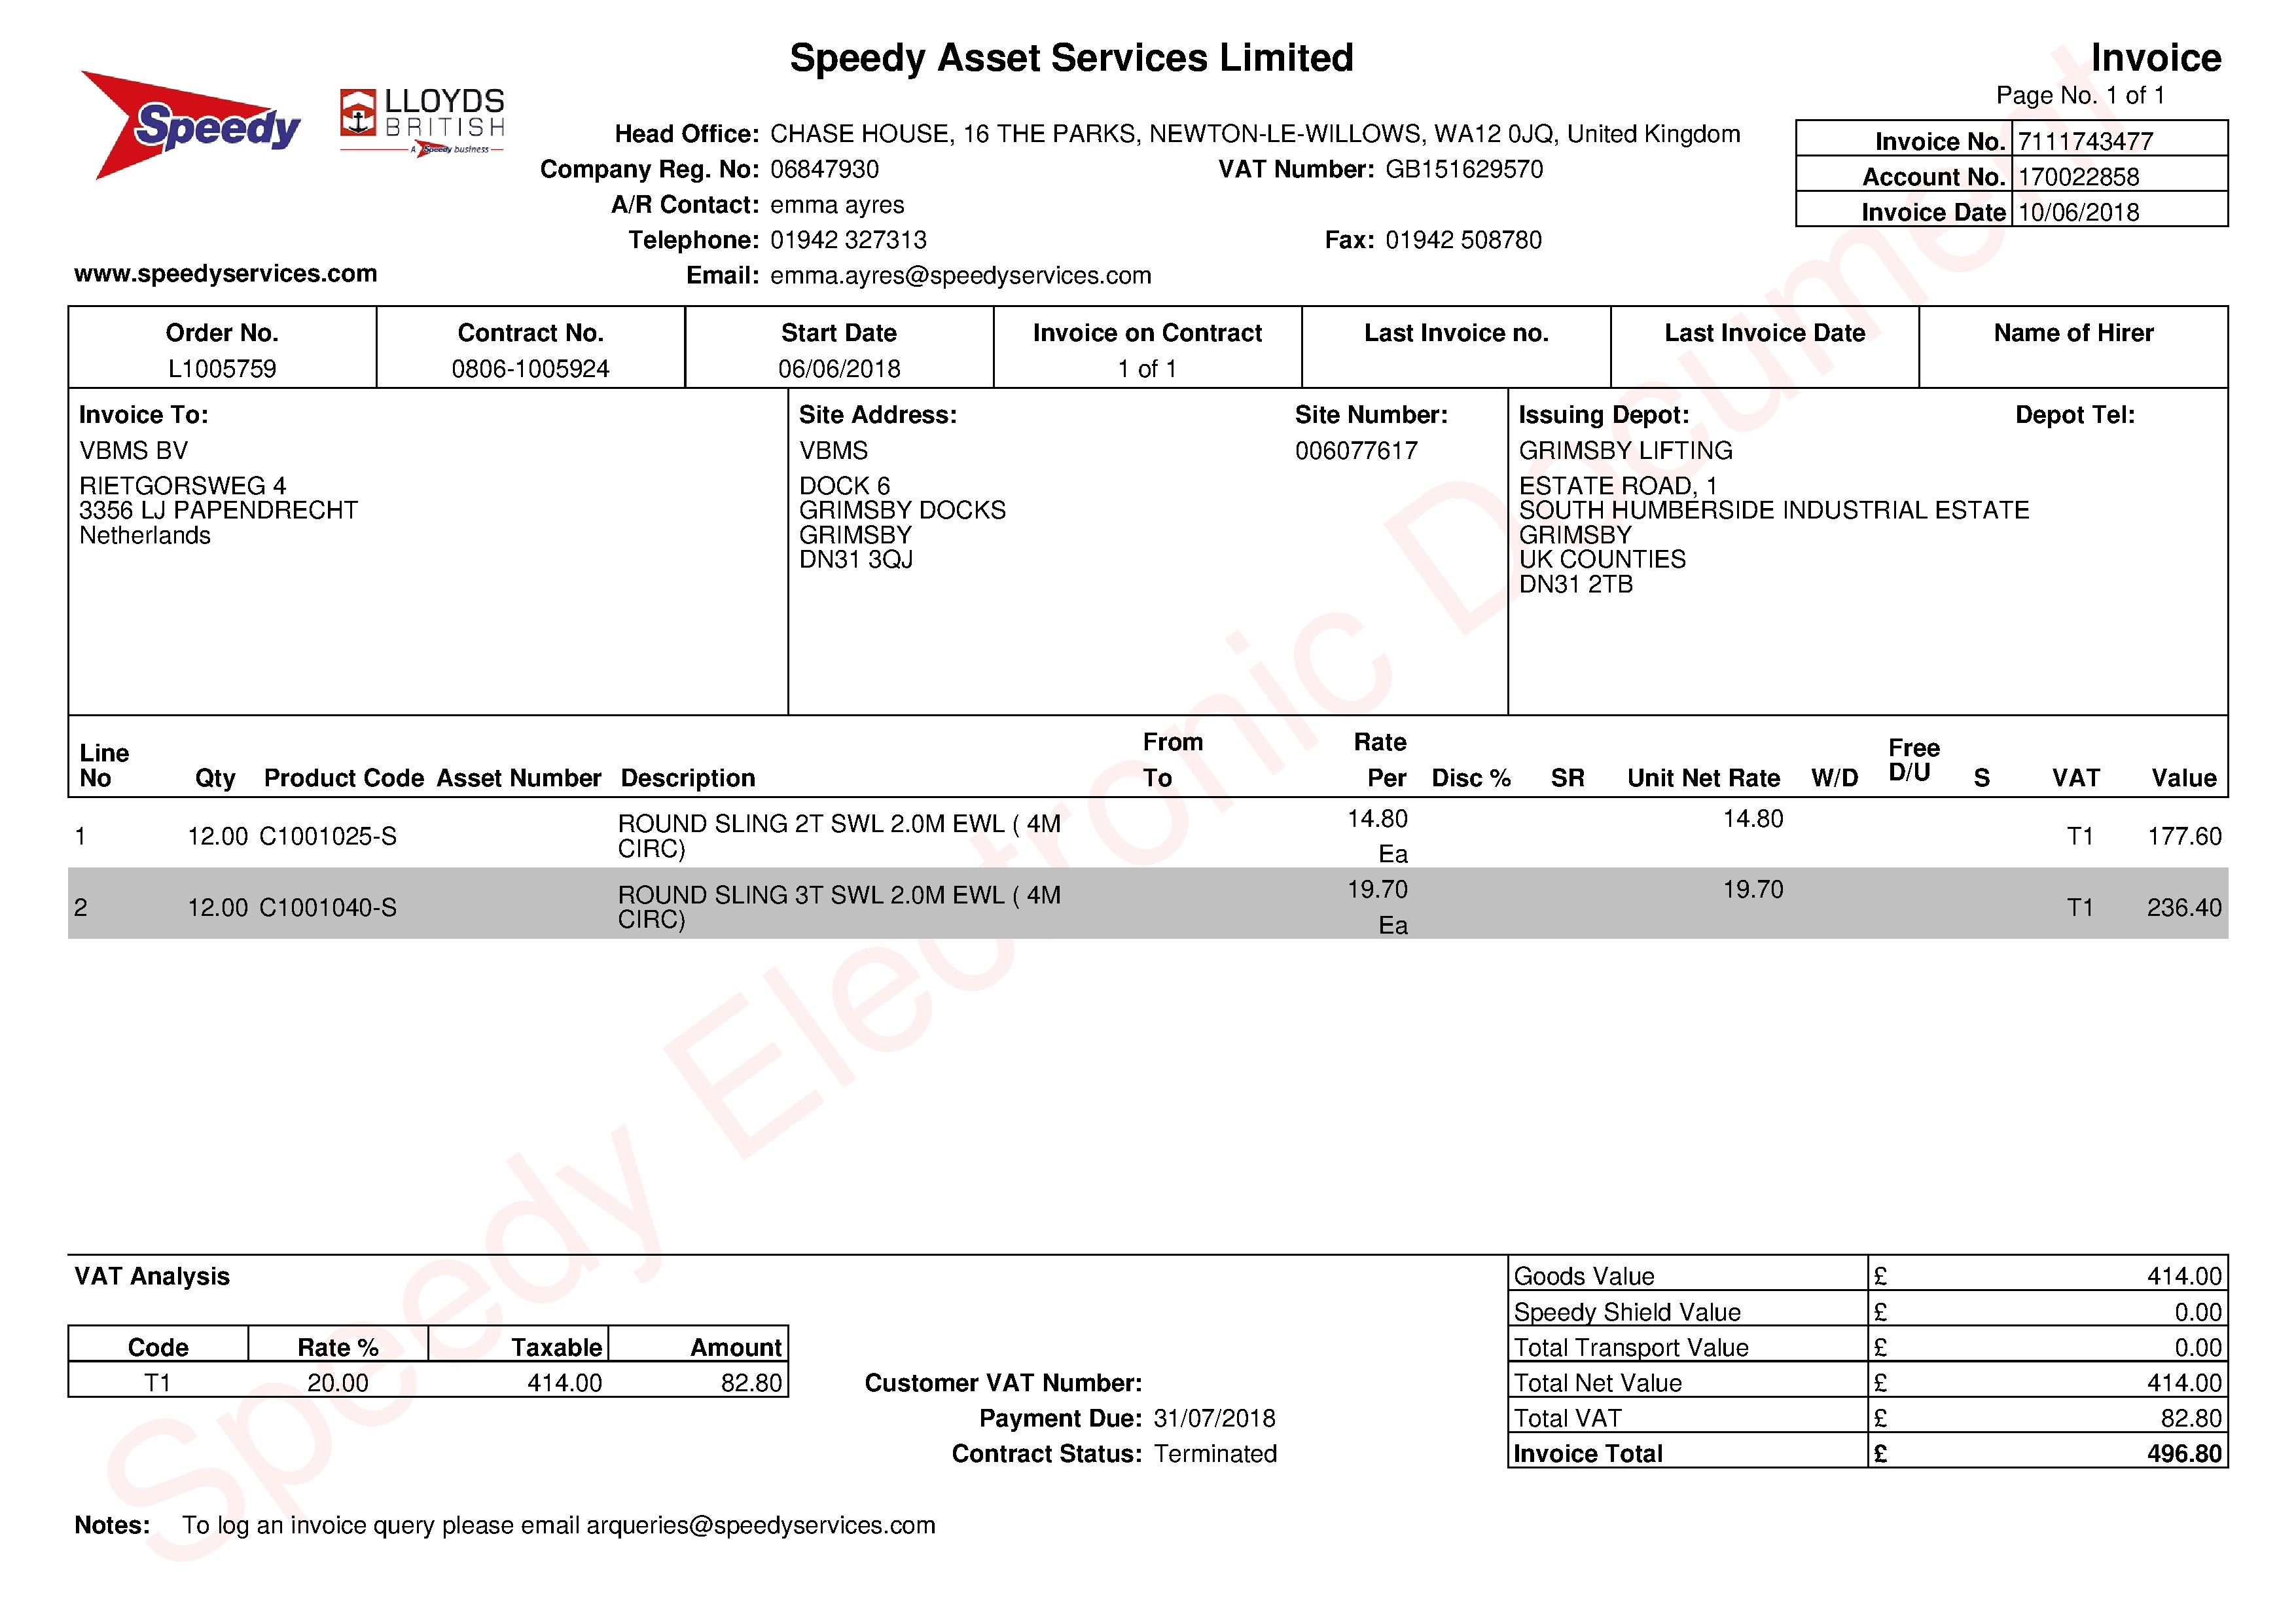 Speedy Asset Services Limited
Invoice
Page No. 1 of 1
Speedy
LLOYDS
BRITISH
A Speedy business
Head Office: CHASE HOUSE, 16 THE PARKS, NEWTON-LE-WILLOWS, WA12 0JQ, United Kingdom
Company Reg. No: 06847930 VAT Number: GB151629570
A/R Contact: emma ayres
Telephone: 01942 327313 Fax: 01942 508780
Email: emma.ayres@speedyservices.com
www.speedyservices.com
Invoice No. 7111743477
Account No. 170022858
Invoice Date 10/06/2018
Order No. Contract No. Start Date Invoice on Contract Last Invoice no. Last Invoice Date Name of Hirer
L1005759 0806-1005924 06/06/2018 1 of 1
Invoice To:
VBMS BV
RIETGORSWEG 4
3356 LJ PAPENDRECHT
Netherlands
Site Address: Site Number:
VBMS 006077617
DOCK 6
GRIMSBY DOCKS
GRIMSBY
DN31 3QJ
Issuing Depot: Depot Tel:
GRIMSBY LIFTING
ESTATE ROAD, 1
SOUTH HUMBERSIDE INDUSTRIAL ESTATE
GRIMSBY
UK COUNTIES
DN31 2TB
Line No Qty Product Code Asset Number Description From To Rate Per Disc % SR Unit Net Rate W/D Free D/U S VAT Value
1 12.00 C1001025-S ROUND SLING 2T SWL 2.0M EWL ( 4M 14.80 14.80 T1 177.60
CIRC) Ea
2 12.00 C1001040-S ROUND SLING 3T SWL 2.0M EWL ( 4M 19.70 19.70 T1 236.40
CIRC) Ea
VAT Analysis
Code Rate % Taxable Amount
T1 20.00 414.00 82.80
Customer VAT Number:
Payment Due: 31/07/2018
Contract Status: Terminated
Goods Value £ 414.00
Speedy Shield Value £ 0.00
Total Transport Value £ 0.00
Total Net Value £ 414.00
Total VAT £ 82.80
Invoice Total £ 496.80
Notes: To log an invoice query please email arqueries@speedyservices.com
Speedy Electronic Document